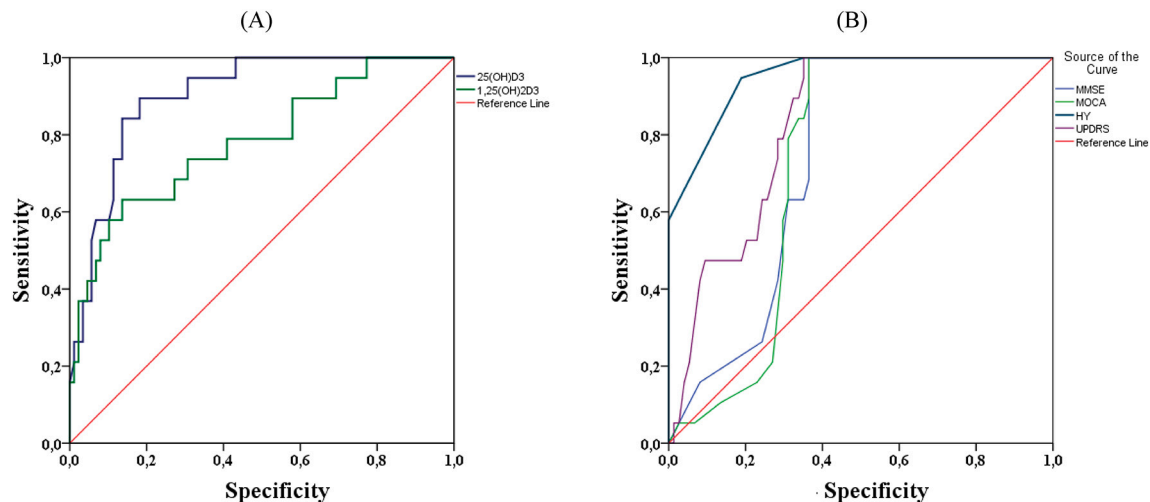 (A)
1,0
0,8
0,6
0,4
0,2
0,0
0,0 0,2 0,4 0,6 0,8 1,0
Sensitivity
Specificity
25(OH)D3
1,25(OH)2D3
Reference Line
(B)
1,0
0,8
0,6
0,4
0,2
0,0
0,0 0,2 0,4 0,6 0,8 1,0
Sensitivity
Specificity
Source of the
Curve
MMSE
MOCA
HY
UPDRS
Reference Line